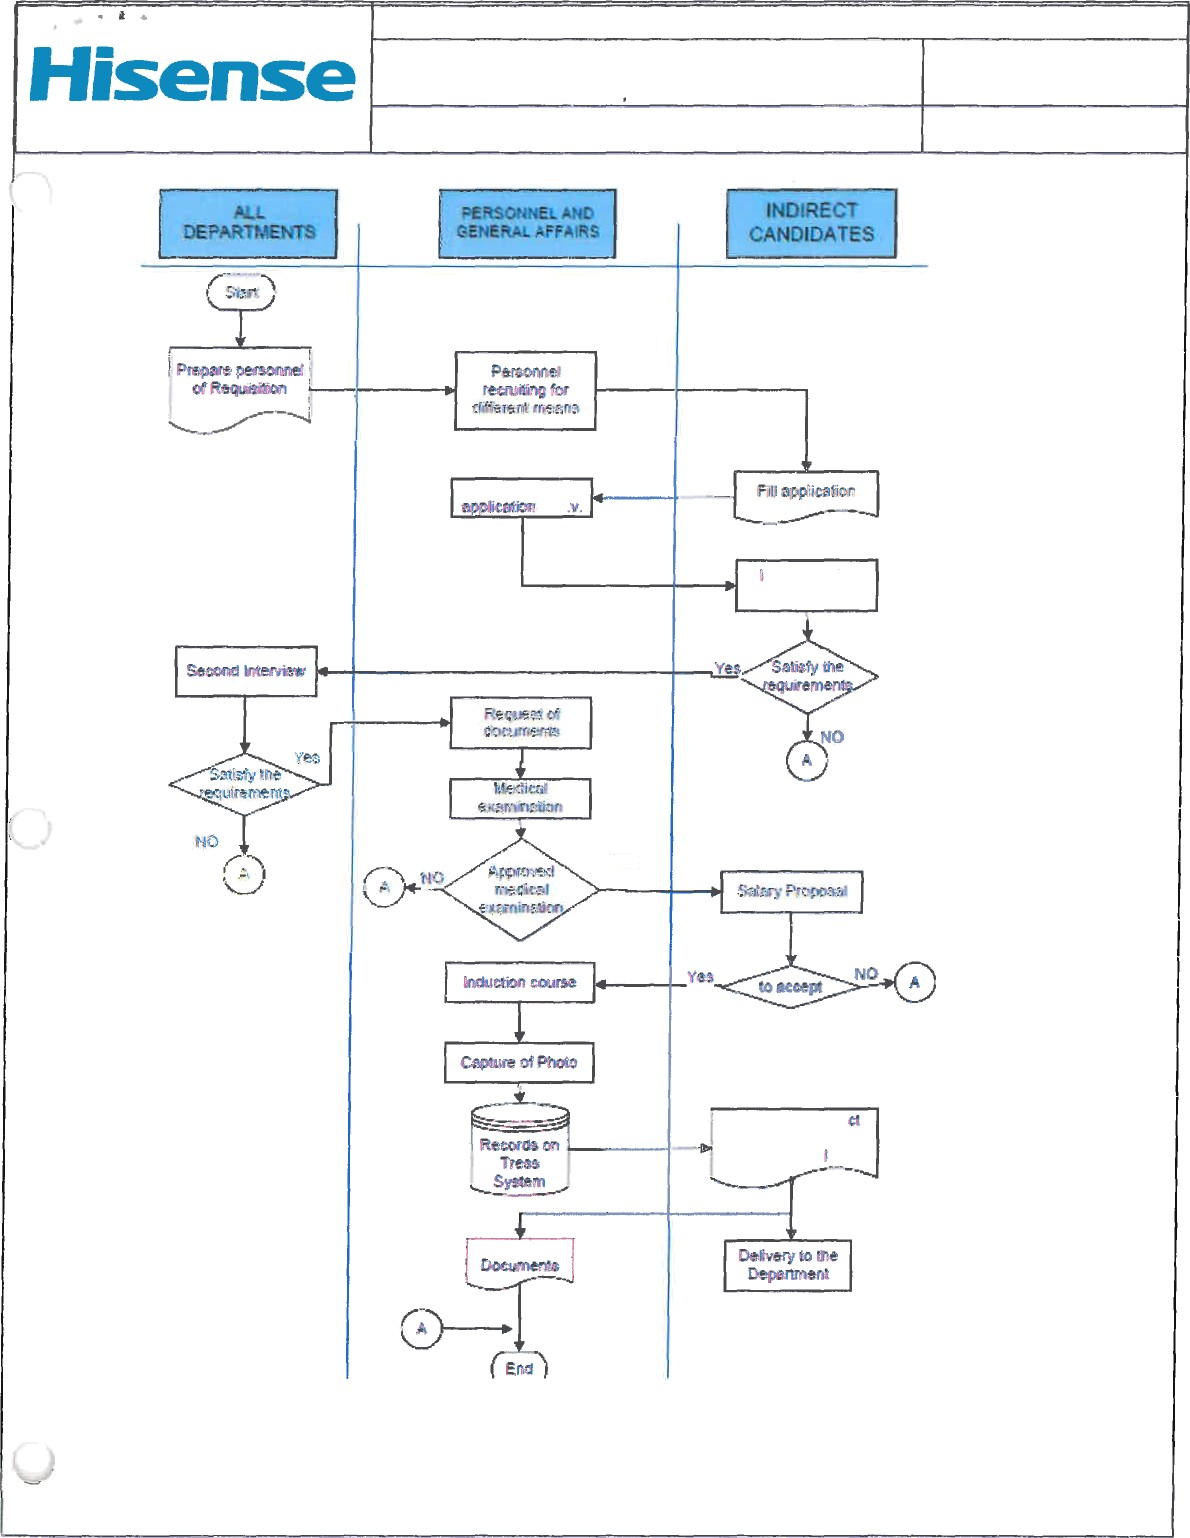 Hisense
ALL
DEPARTMENTS
PERSONNEL AND
GENERAL AFFAIRS
INDIRECT
CANDIDATES
Start
Prepare personnel
of Requisition
Personnel
recruiting for
different means
Fill application
application .v.
Second Interview
Yes
Satisfy the
requirements
NO
A
Request of
documents
Yes
Satisfy the
requirements
NO
A
Medical
examination
Approved
medical
examination
NO
A
Salary Proposal
Induction course
Yes
to accept
NO
A
Capture of Photo
Records on
Tress
System
ct
Documents
Delivery to the
Department
A
End